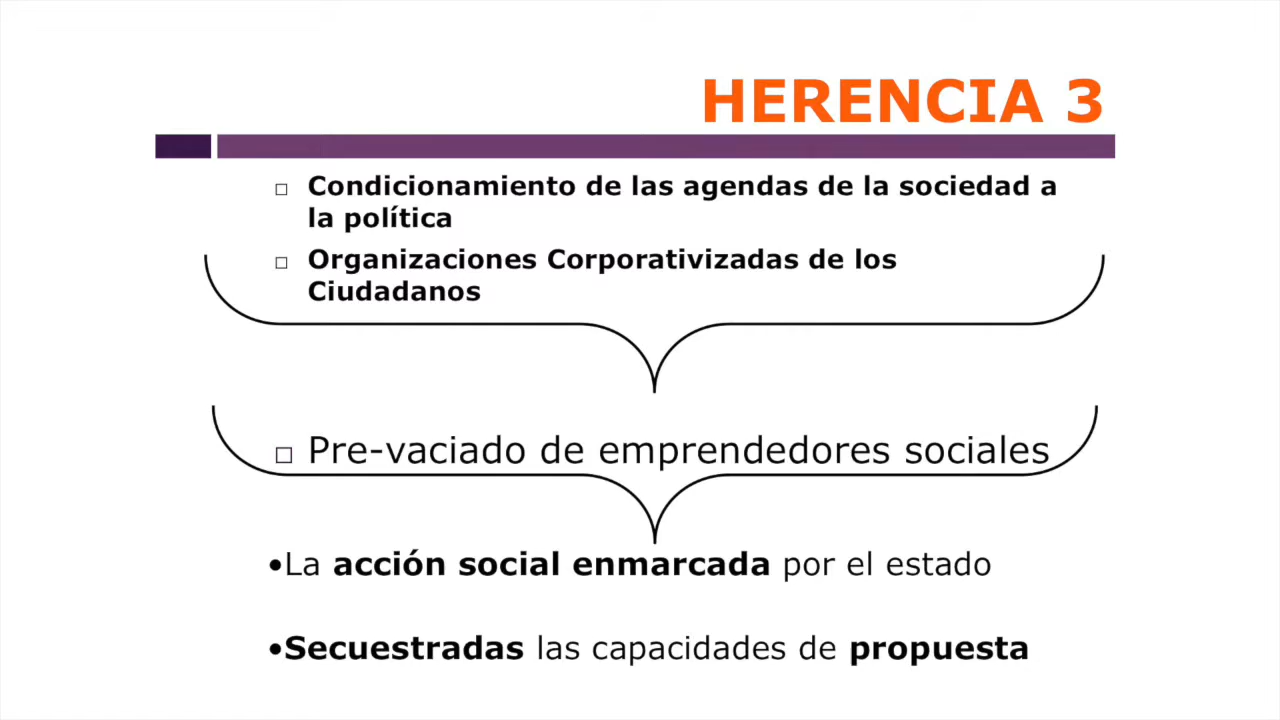 HERENCIA 3
□ Condicionamiento de las agendas de la sociedad a
la política
□ Organizaciones Corporativizadas de los
Ciudadanos
□ Pre-vaciado de emprendedores sociales
•La acción social enmarcada por el estado
•Secuestradas las capacidades de propuesta